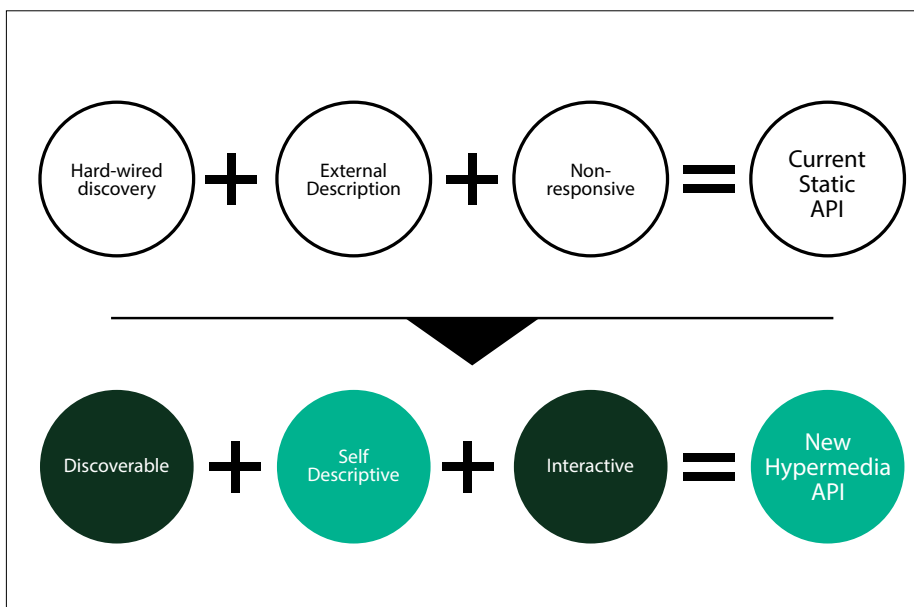 Hard-wired
discovery
+
External
Description
+
Non-
responsive
=
Current
Static
API
Discoverable
+
Self
Descriptive
+
Interactive
=
New
Hypermedia
API